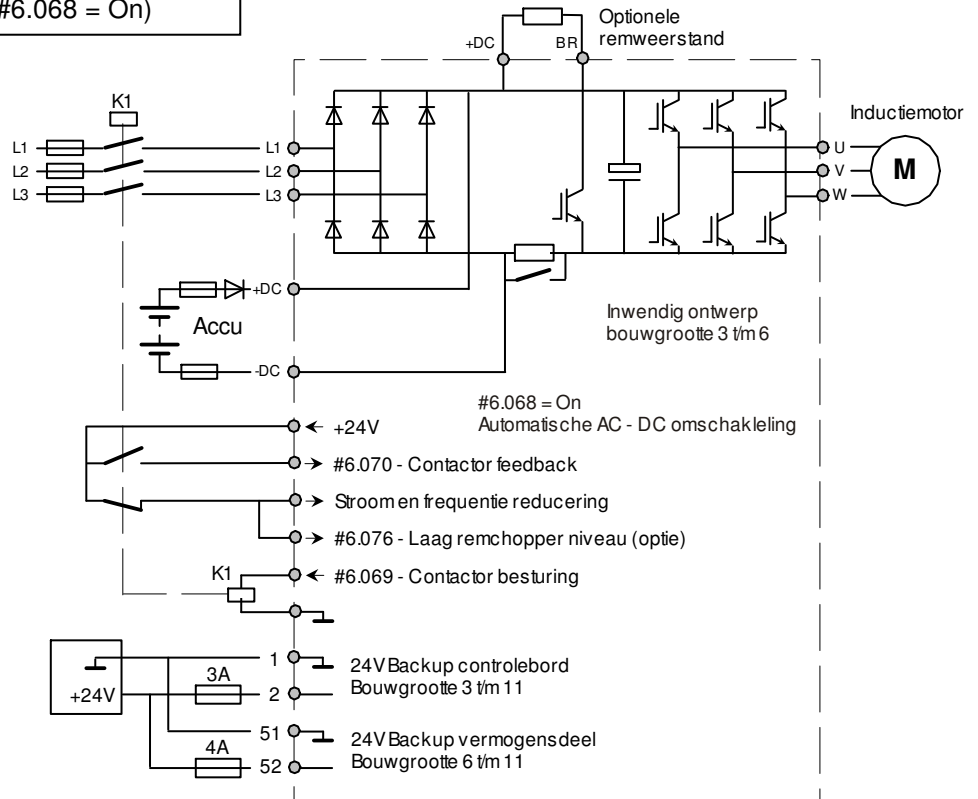 #6.068 = On)
Optionele
remweerstand
+DC
BR
K1
Inductiemotor
L1
L1
U
L2
L2
V
M
L3
L3
W
+DC
Accu
Inwendig ontwerp
bouwgrootte 3 t/m 6
-DC
#6.068 = On
Automatische AC - DC omschakleling
+24V
#6.070 - Contactor feedback
Stroom en frequentie reducering
#6.076 - Laag remchopper niveau (optie)
K1
#6.069 - Contactor besturing
1
24V Backup controlebord
3A
Bouwgrootte 3 t/m 11
+24V
2
51
24V Backup vermogensdeel
4A
Bouwgrootte 6 t/m 11
52